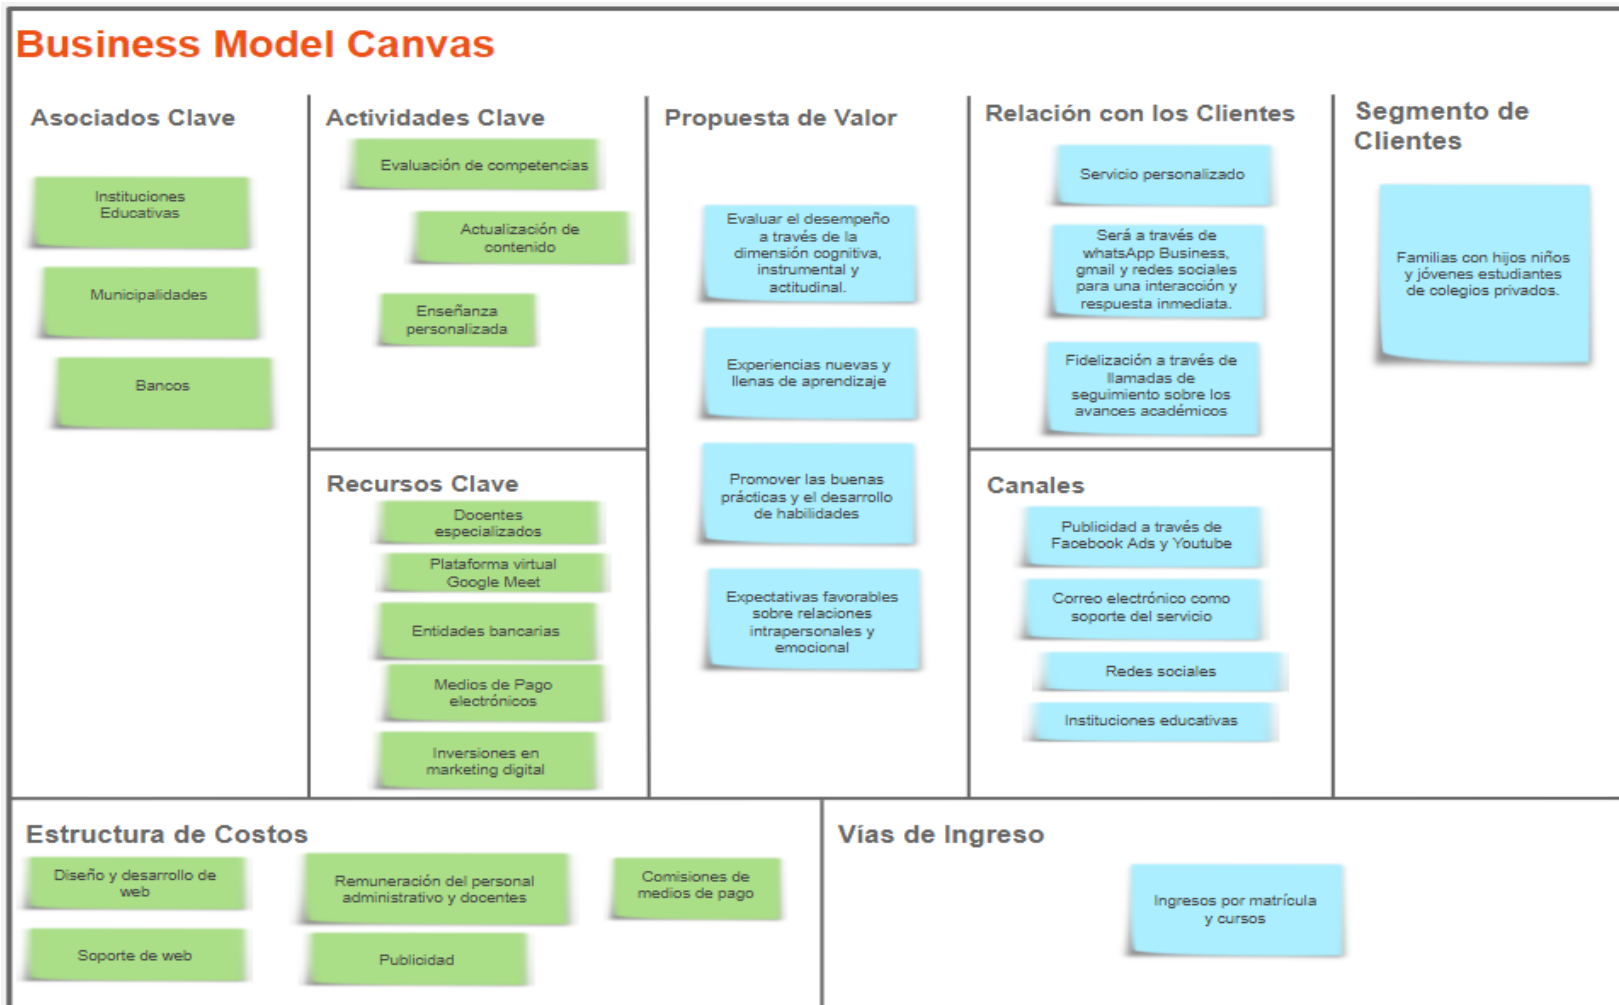 Business Model Canvas
Asociados Clave
Instituciones
Educativas
Municipalidades
Bancos
Actividades Clave
Evaluación de competencias
Actualización de
contenido
Enseñanza
personalizada
Recursos Clave
Docentes
especializados
Plataforma virtual
Google Meet
Entidades bancarias
Medios de Pago
electrónicos
Inversiones en
marketing digital
Propuesta de Valor
Evaluar el desempeño
a través de la
dimensión cognitiva,
instrumental y
actitudinal.
Experiencias nuevas y
llenas de aprendizaje
Promover las buenas
prácticas y el desarrollo
de habilidades
Expectativas favorables
sobre relaciones
intrapersonales y
emocional
Relación con los Clientes
Servicio personalizado
Será a través de
whatsApp Business,
gmail y redes sociales
para una interacción y
respuesta inmediata.
Fidelización a través de
llamadas de
seguimiento sobre los
avances académicos
Canales
Publicidad a través de
Facebook Ads y Youtube
Correo electrónico como
soporte del servicio
Redes sociales
Instituciones educativas
Segmento de
Clientes
Familias con hijos niños
y jóvenes estudiantes
de colegios privados.
Estructura de Costos
Diseño y desarrollo de
web
Remuneración del personal
administrativo y docentes
Comisiones de
medios de pago
Soporte de web
Publicidad
Vías de Ingreso
Ingresos por matrícula
y cursos